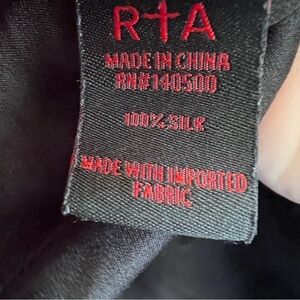 R†A
MADE IN CHINA
RN#140500
100% SILK
MADE WITH IMPORTED
FABRIC